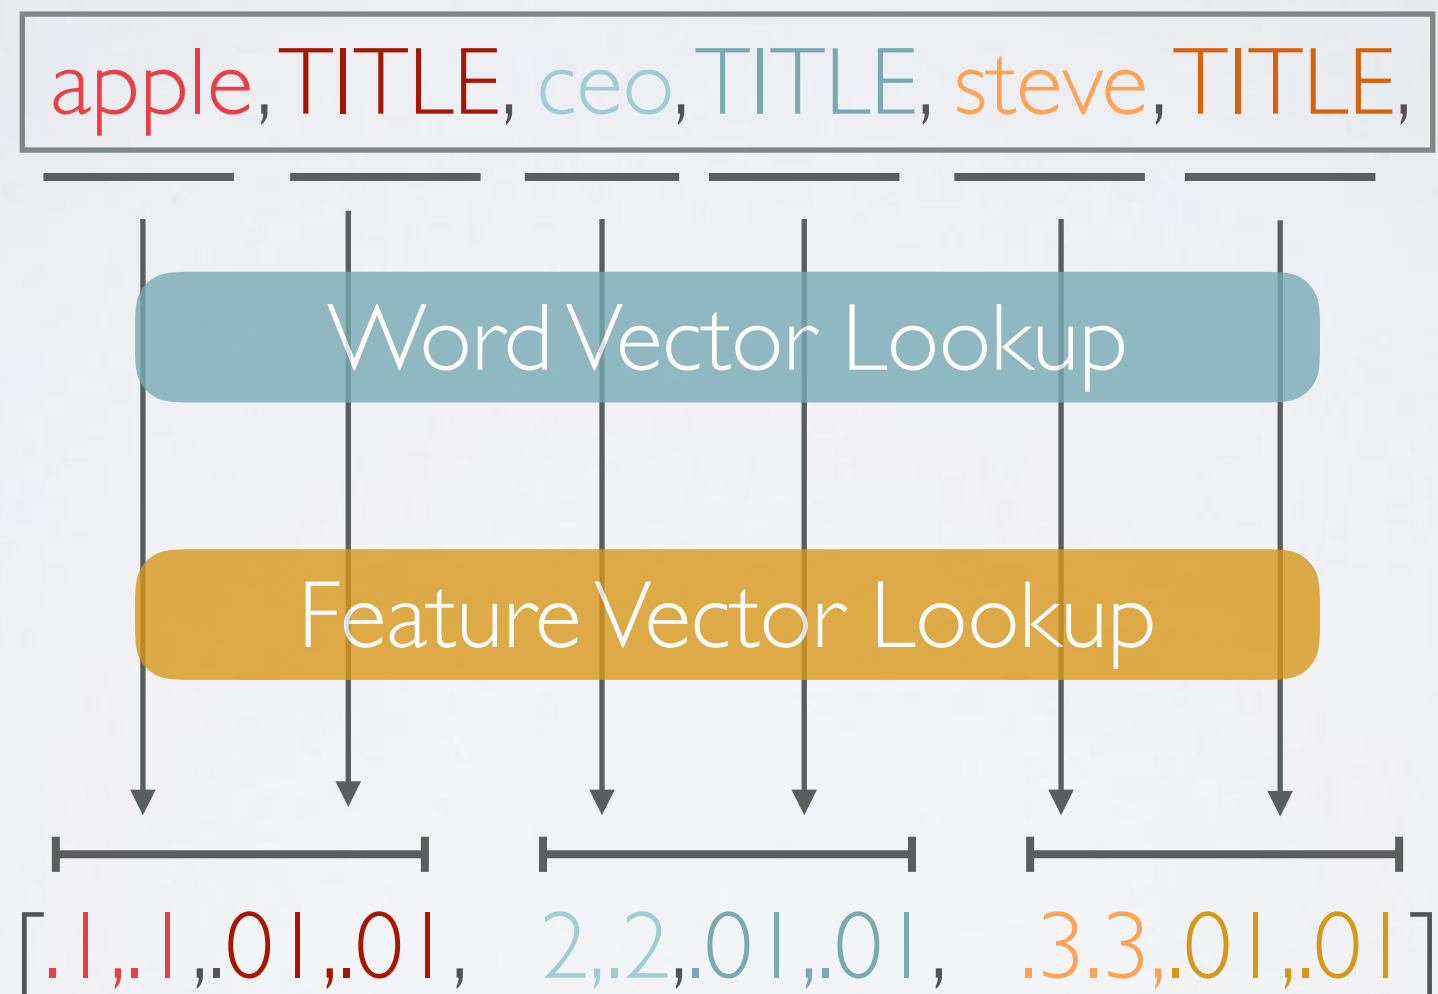 apple, TITLE, ceo, TITLE, steve, TITLE,
Word Vector Lookup
Feature Vector Lookup
[.1,.1,.01,.01, 2,.2,.01,.01, .3.3,.01,.01]